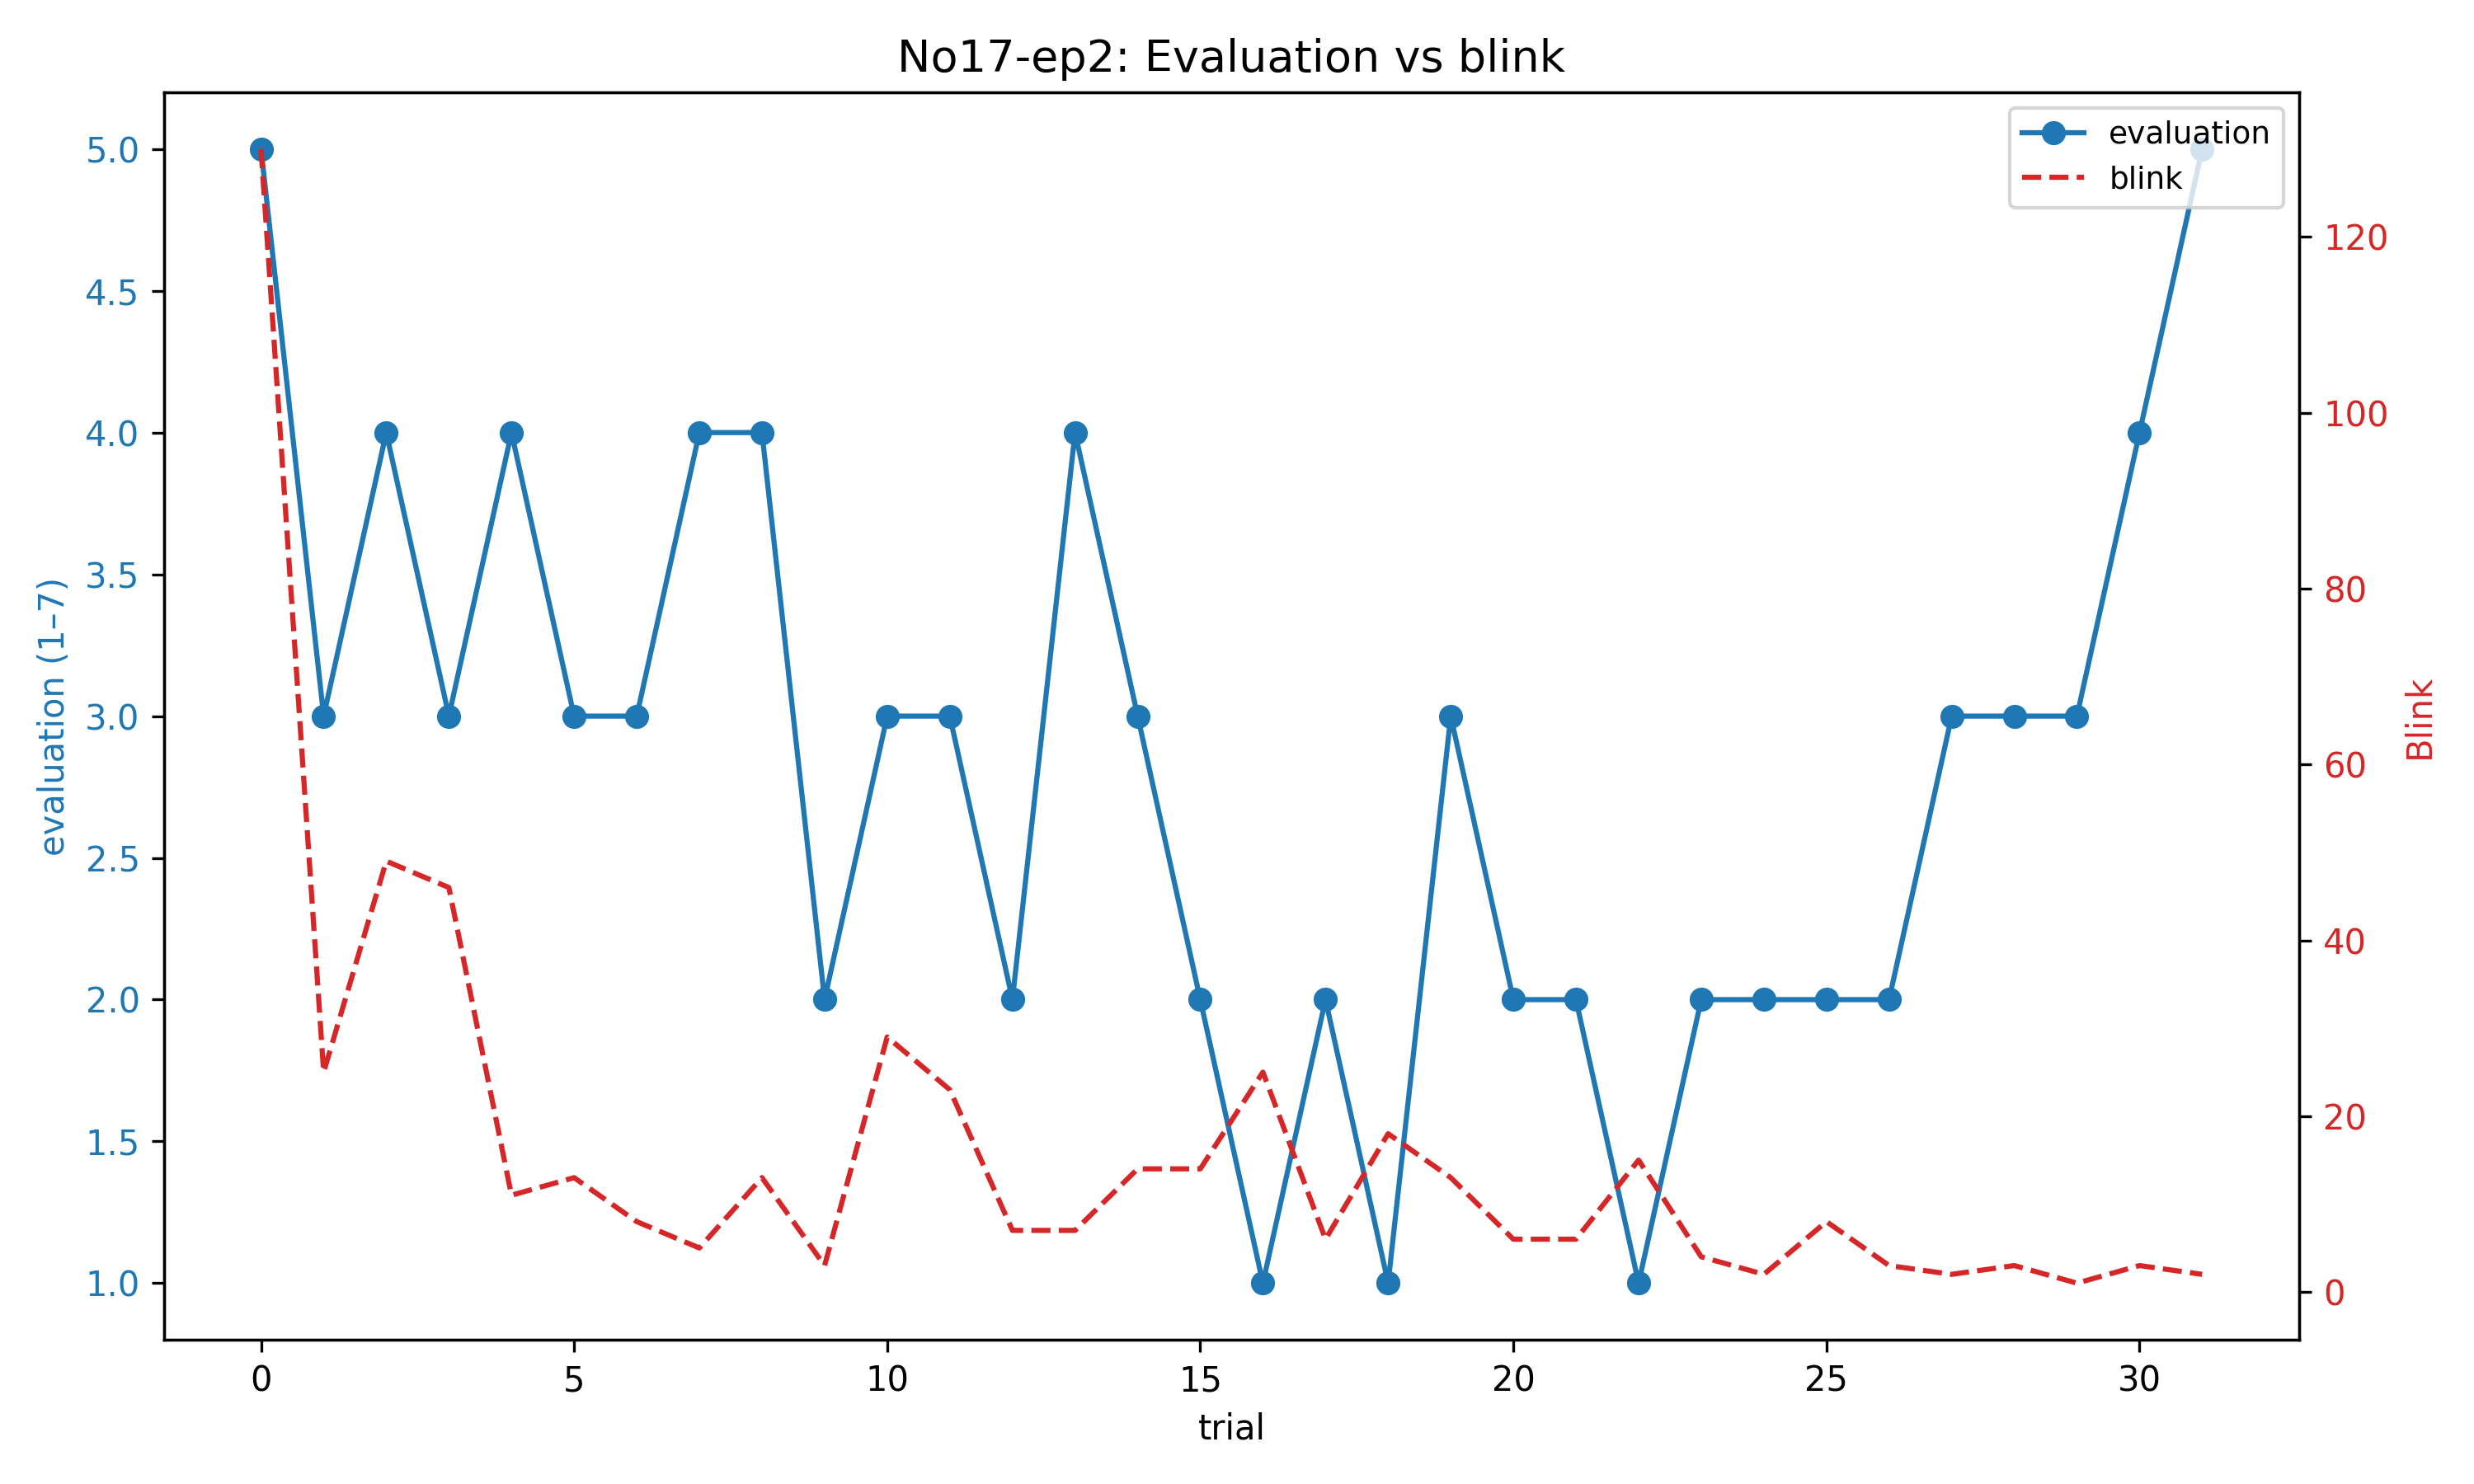 No17-ep2: Evaluation vs blink
evaluation
blink
5.0
4.5
4.0
3.5
3.0
2.5
2.0
1.5
1.0
evaluation (1–7)
120
100
80
60
40
20
0
Blink
0 5 10 15 20 25 30
trial